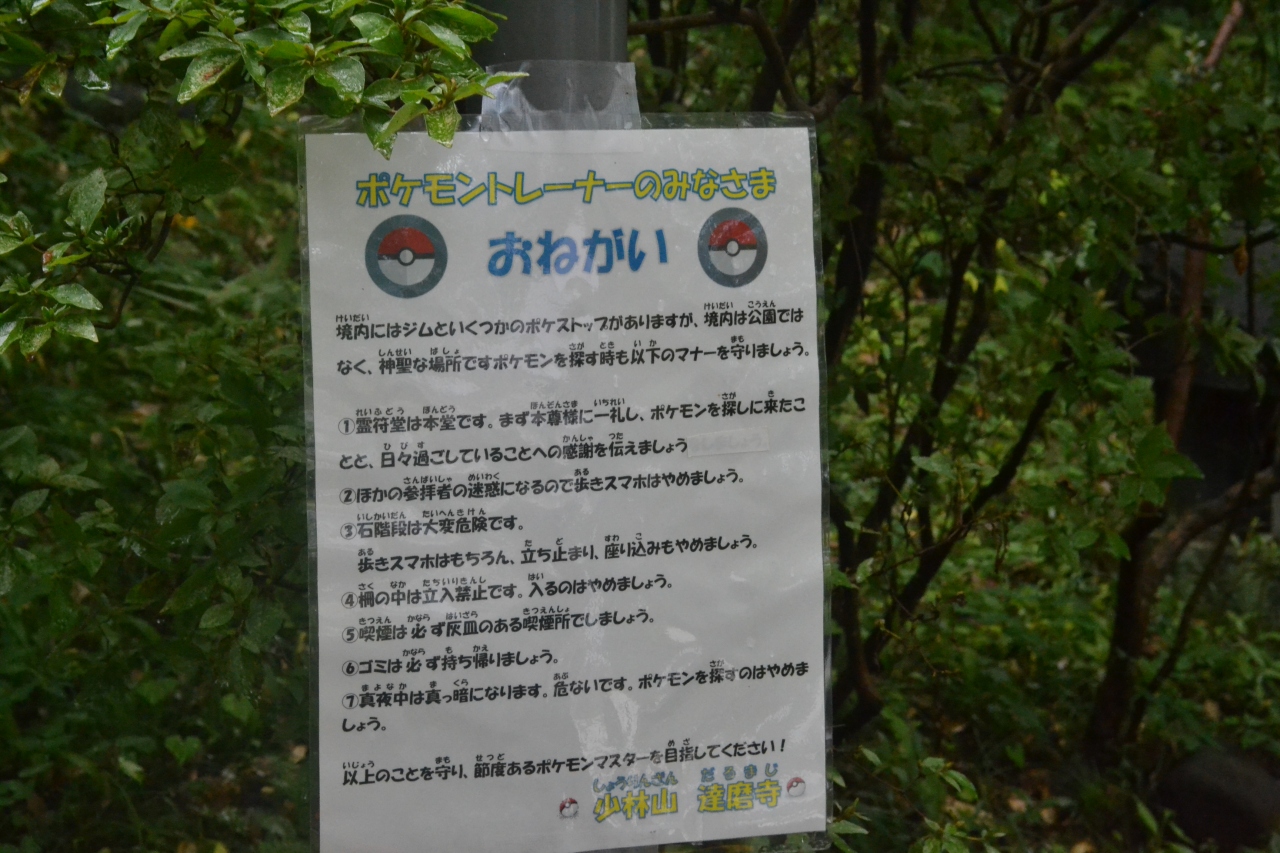 ポケモントレーナーのみなさま
おねがい
境内にはジムといくつかのポケストップがありますが、境内は公園では
なく、神聖な場所ですポケモンを探す時も以下のマナーを守りましょう。
①霊符堂は本堂です。まず本尊様に一礼し、ポケモンを探しに来たこ
とと、日々過ごしていることへの感謝を伝えましょう
②ほかの参拝者の迷惑になるので歩きスマホはやめましょう。
③石階段は大変危険です。
歩きスマホはもちろん、立ち止まり、座り込みもやめましょう。
④柵の中は立入禁止です。入るのはやめましょう。
⑤喫煙は必ず灰皿のある喫煙所でしましょう。
⑥ゴミは必ず持ち帰りましょう。
⑦真夜中は真っ暗になります。危ないです。ポケモンを探すのはやめま
しょう。
以上のことを守り、節度あるポケモンマスターを目指してください！
少林山 達磨寺